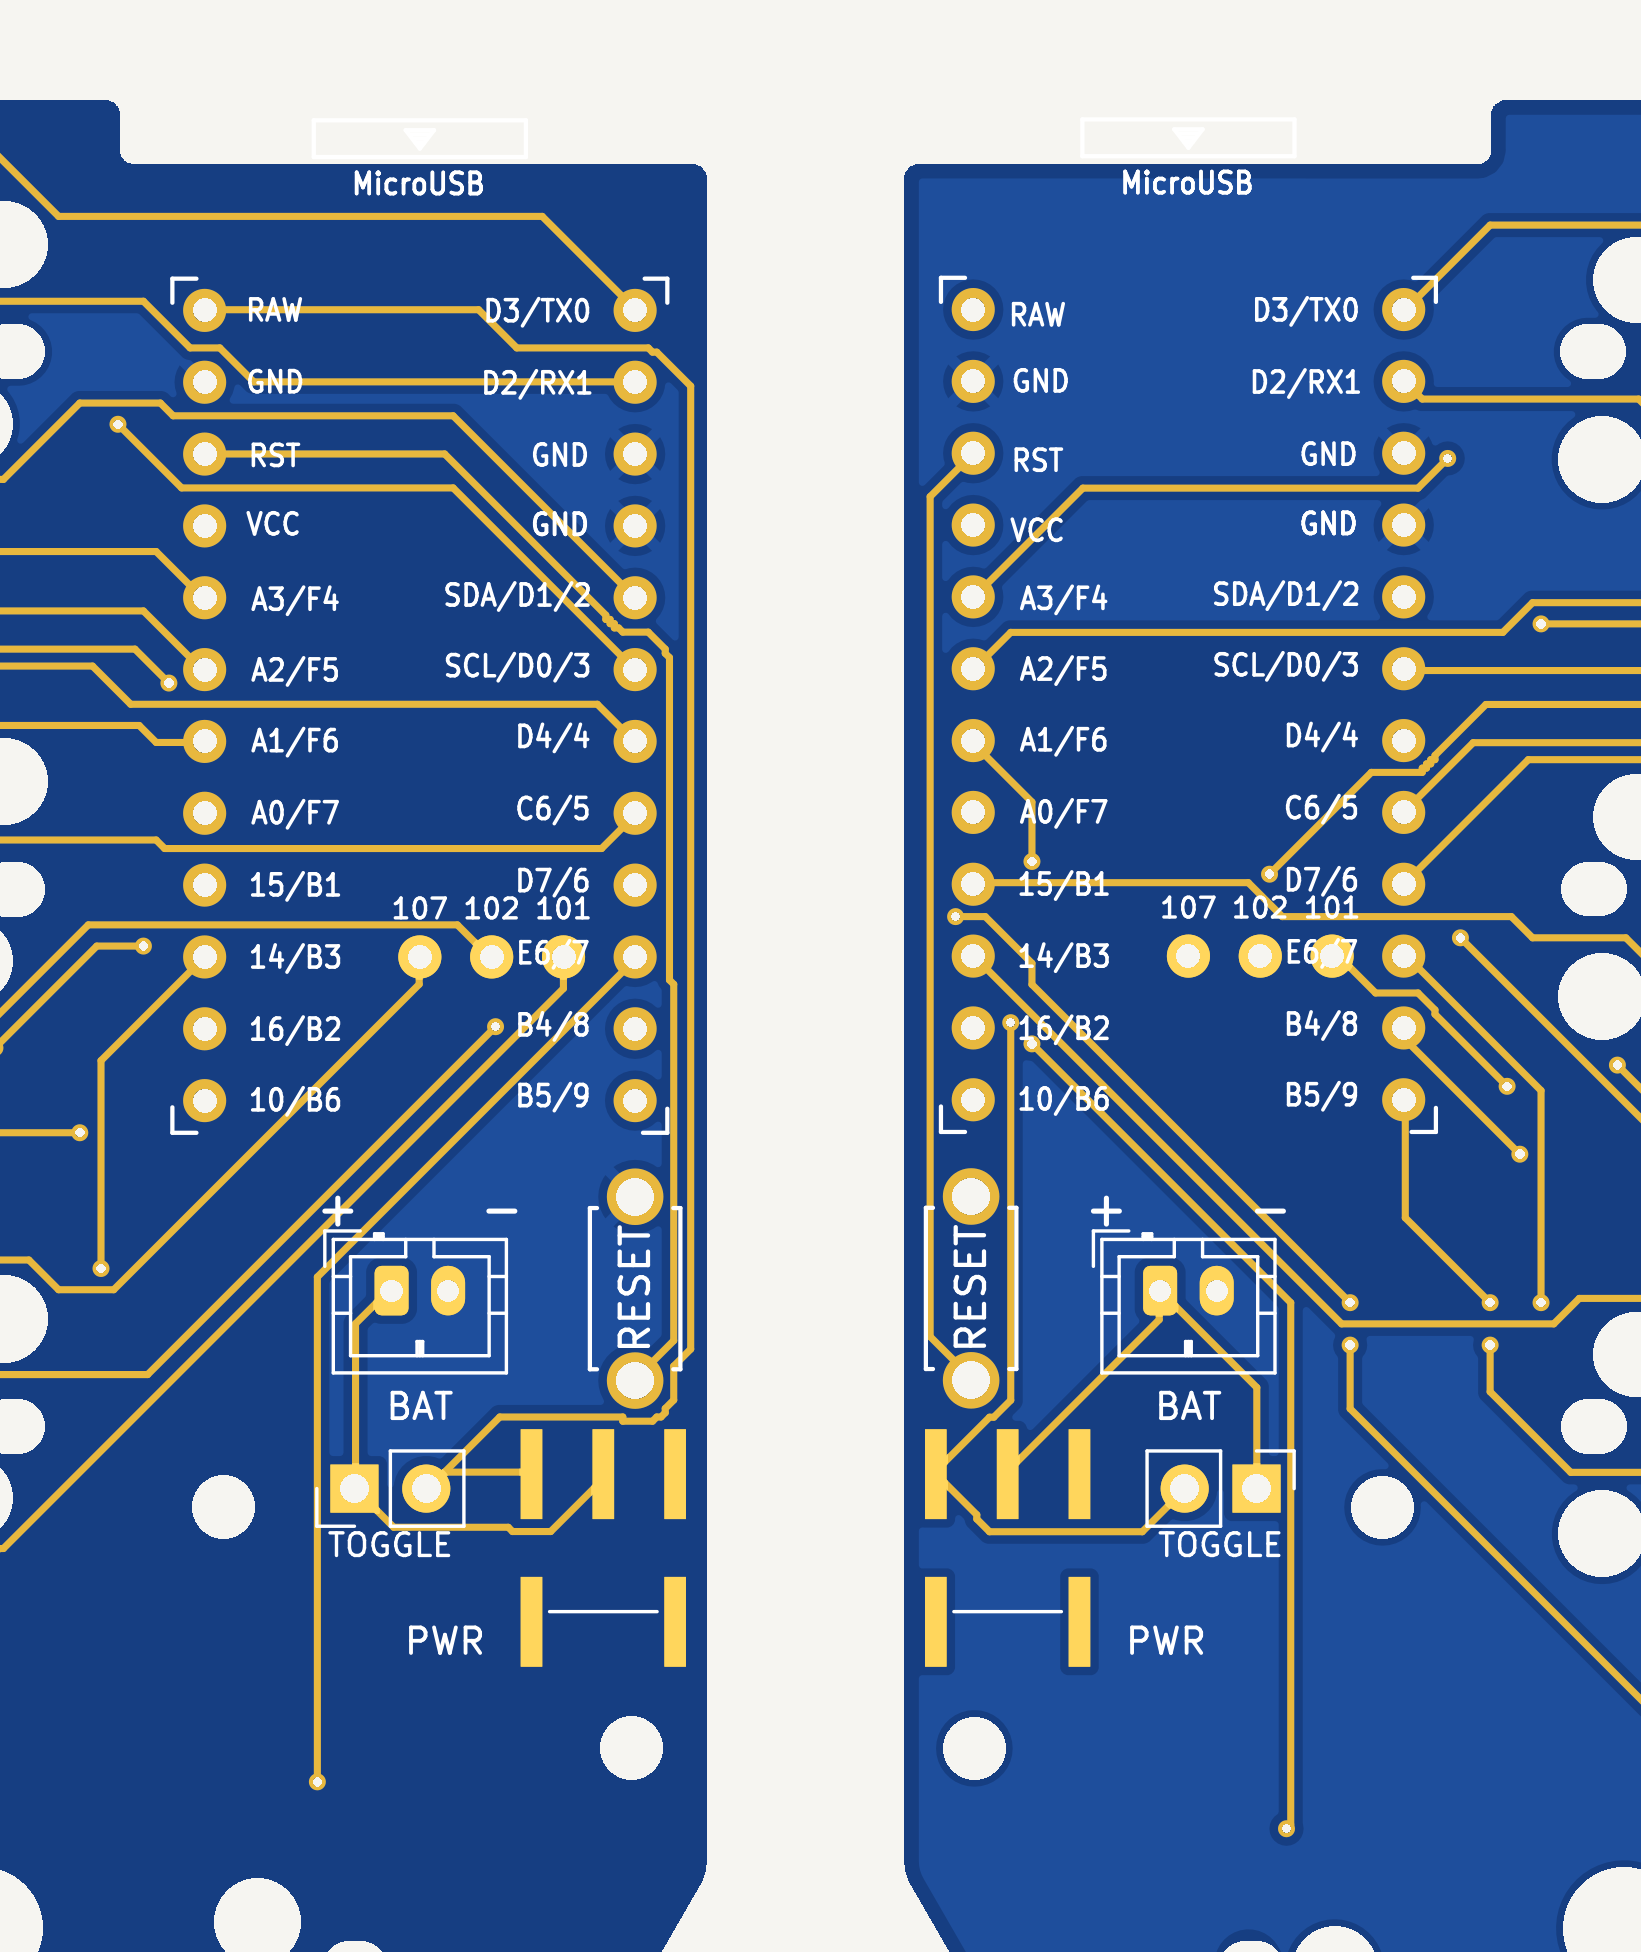 MicroUSB
RAW D3/TX0
GND D2/RX1
RST GND
VCC GND
A3/F4 SDA/D1/2
A2/F5 SCL/D0/3
A1/F6 D4/4
A0/F7 C6/5
15/B1 D7/6
107 102 101
14/B3 E6/7
16/B2 B4/8
10/B6 B5/9
+ −
RESET
BAT
TOGGLE
PWR
MicroUSB
RAW D3/TX0
GND D2/RX1
RST GND
VCC GND
A3/F4 SDA/D1/2
A2/F5 SCL/D0/3
A1/F6 D4/4
A0/F7 C6/5
15/B1 D7/6
107 102 101
14/B3 E6/7
16/B2 B4/8
10/B6 B5/9
+ −
RESET
BAT
TOGGLE
PWR